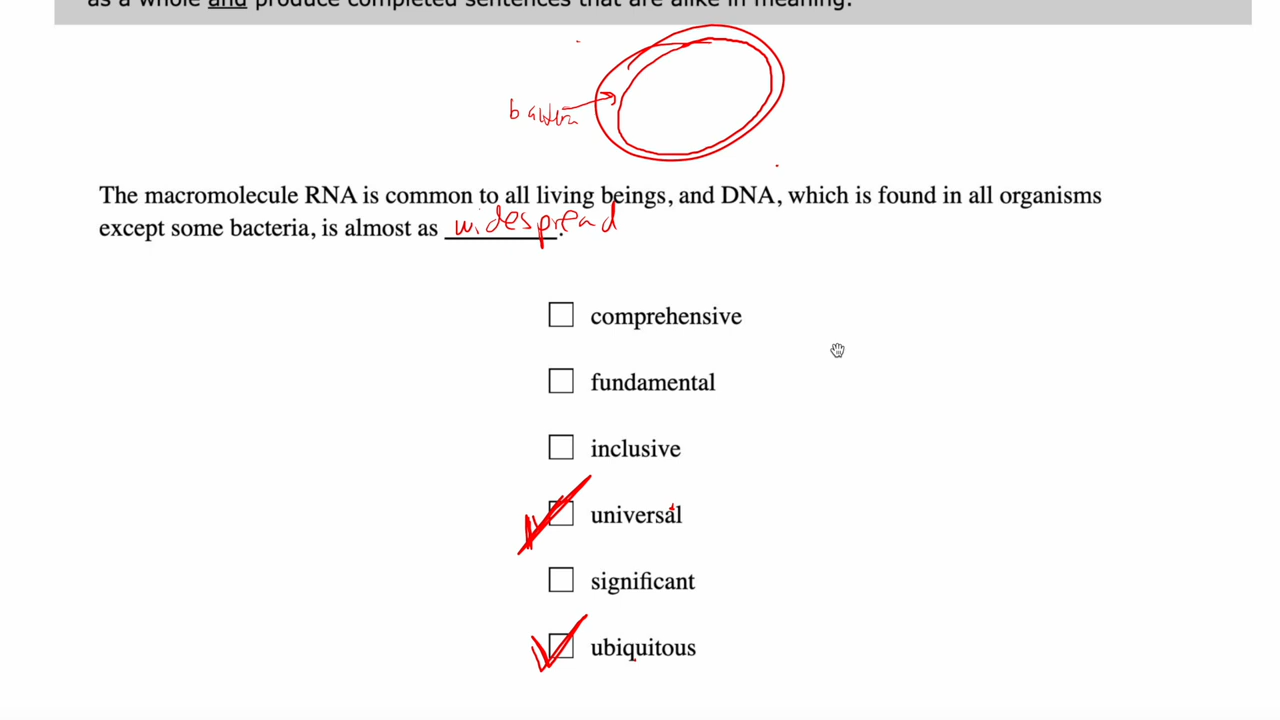 as a whole and produce completed sentences that are alike in meaning.
The macromolecule RNA is common to all living beings, and DNA, which is found in all organisms
except some bacteria, is almost as widespread.
comprehensive
fundamental
inclusive
universal
significant
ubiquitous